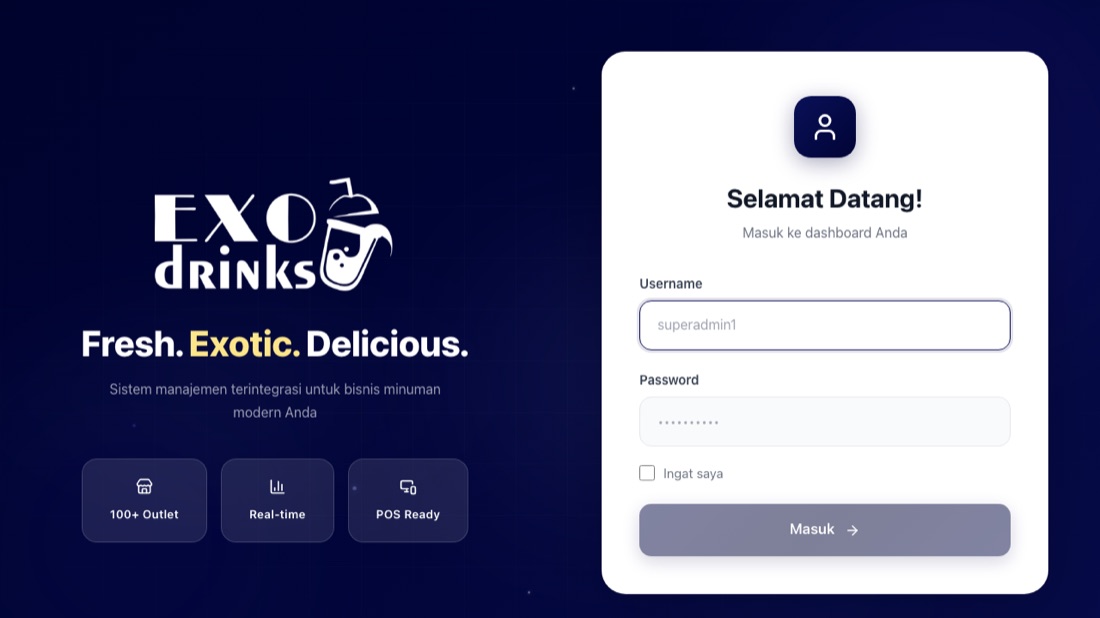 EXO
drinks
Fresh. Exotic. Delicious.
Sistem manajemen terintegrasi untuk bisnis minuman
modern Anda
100+ Outlet
Real-time
POS Ready
Selamat Datang!
Masuk ke dashboard Anda
Username
superadmin1
Password
••••••••••
Ingat saya
Masuk →